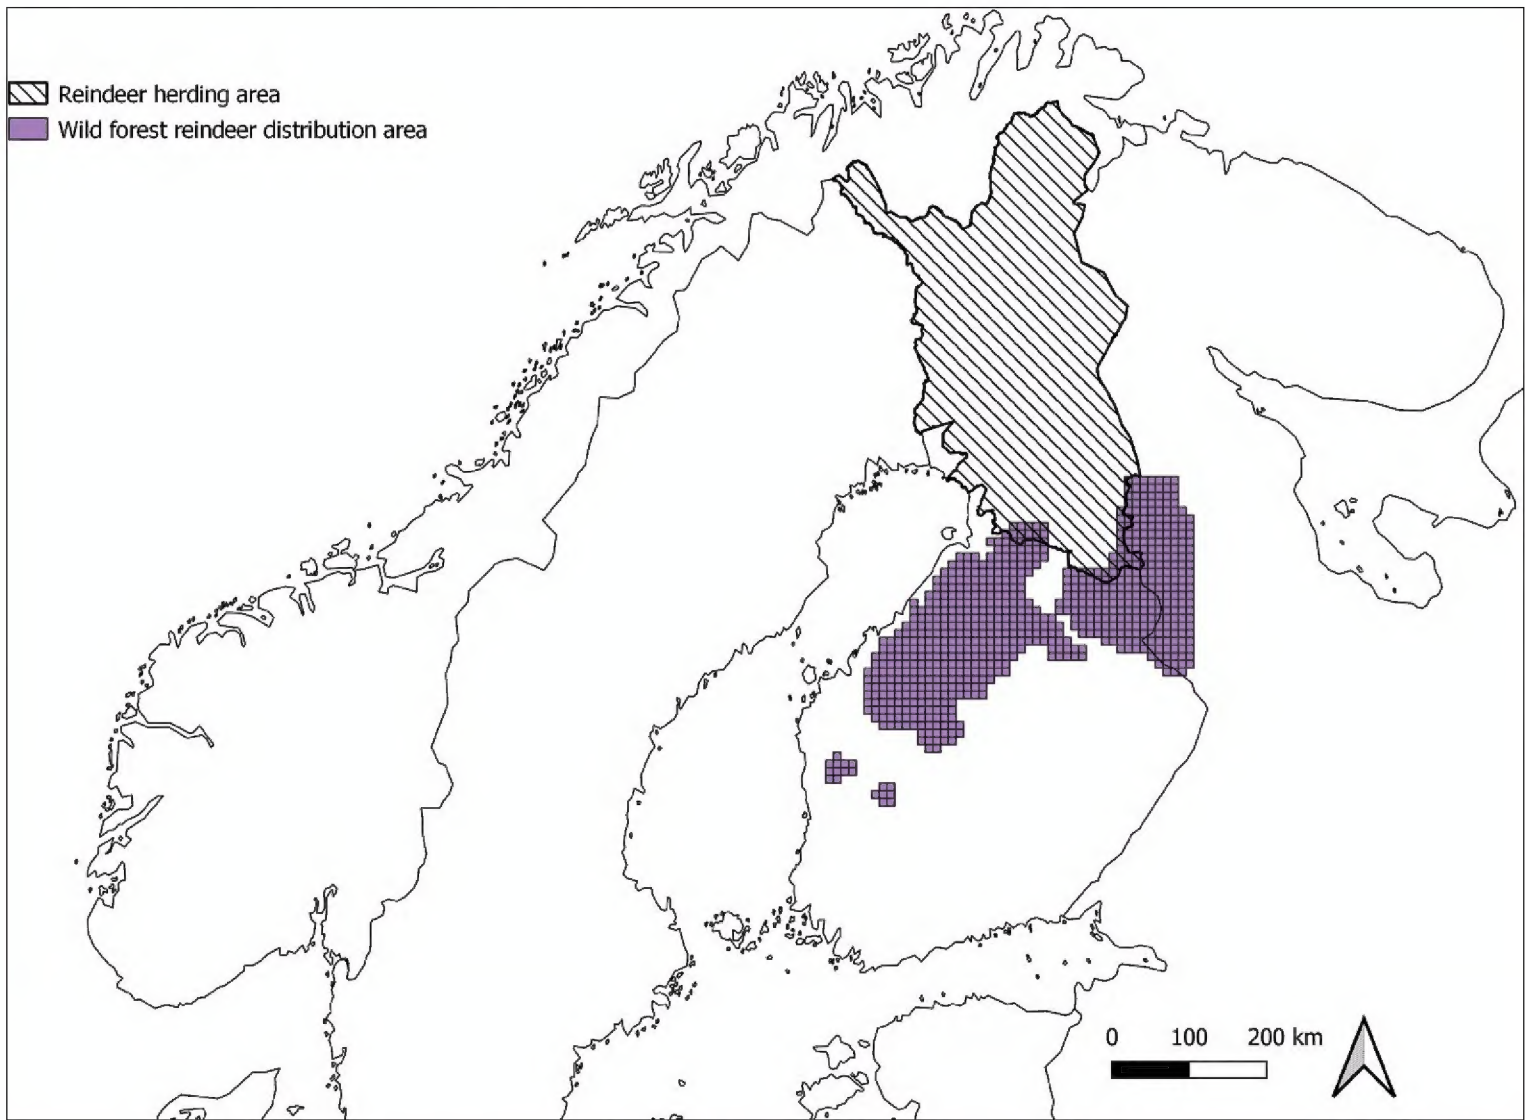 Reindeer herding area
Wild forest reindeer distribution area
0 100 200 km